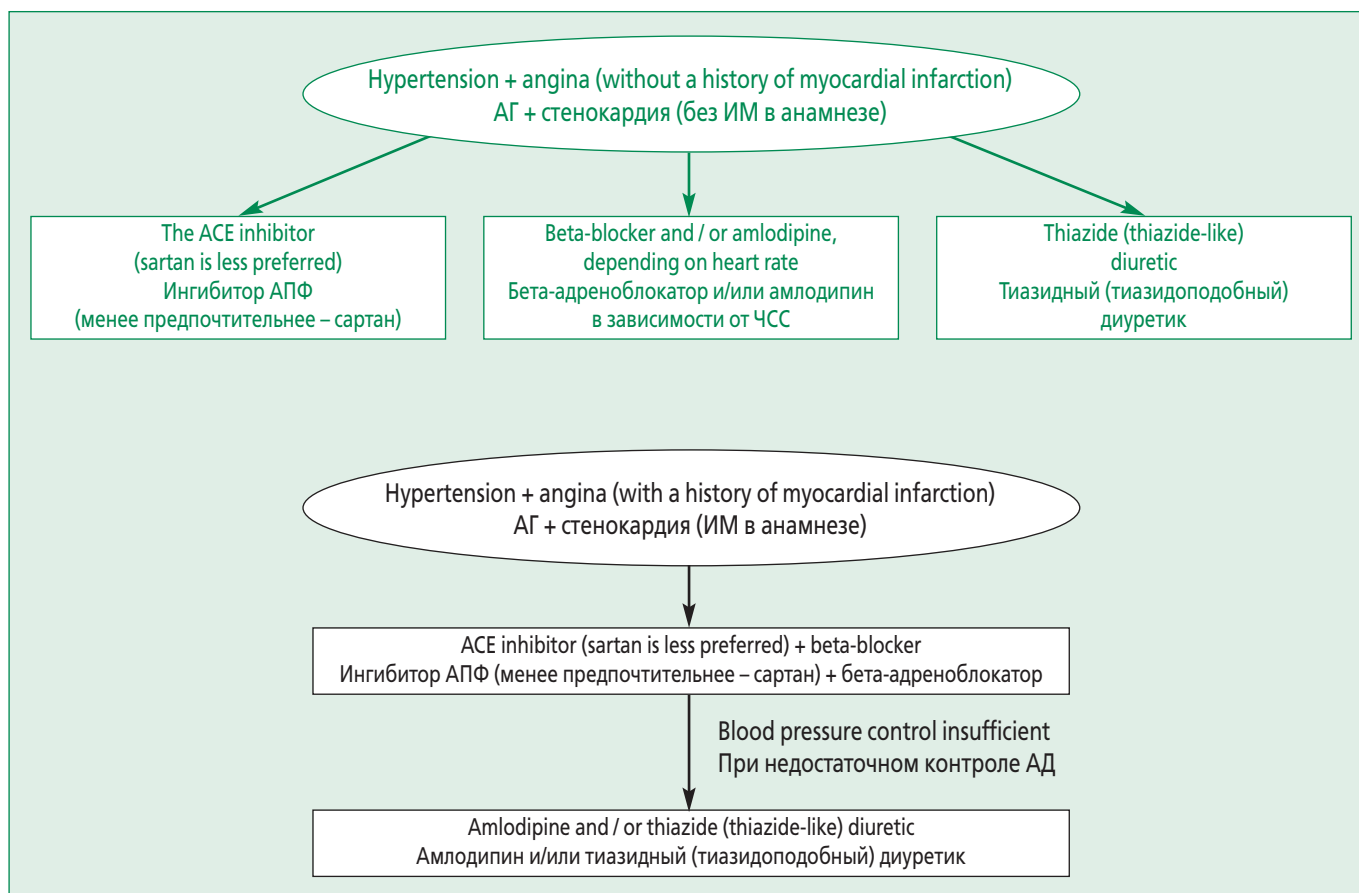 Hypertension + angina (without a history of myocardial infarction)
АГ + стенокардия (без ИМ в анамнезе)
The ACE inhibitor
(sartan is less preferred)
Ингибитор АПФ
(менее предпочтительнее – сартан)
Beta-blocker and / or amlodipine,
depending on heart rate
Бета-адреноблокатор и/или амлодипин
в зависимости от ЧСС
Thiazide (thiazide-like)
diuretic
Тиазидный (тиазидоподобный)
диуретик
Hypertension + angina (with a history of myocardial infarction)
АГ + стенокардия (ИМ в анамнезе)
ACE inhibitor (sartan is less preferred) + beta-blocker
Ингибитор АПФ (менее предпочтительнее – сартан) + бета-адреноблокатор
Blood pressure control insufficient
При недостаточном контроле АД
Amlodipine and / or thiazide (thiazide-like) diuretic
Амлодипин и/или тиазидный (тиазидоподобный) диуретик